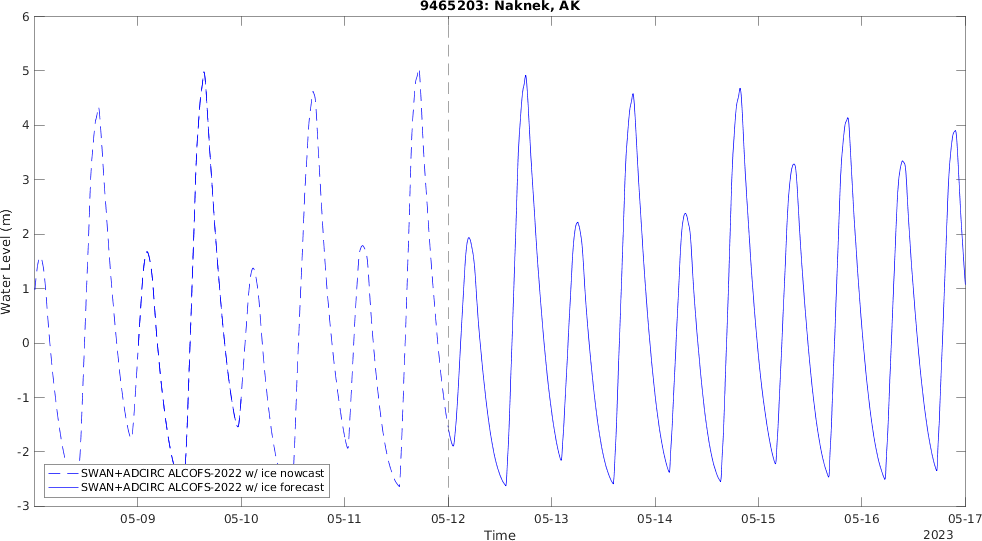 9465203: Naknek, AK
6
5
4
3
2
1
0
-1
-2
-3
Water Level (m)
SWAN+ADCIRC ALCOFS-2022 w/ ice nowcast
SWAN+ADCIRC ALCOFS-2022 w/ ice forecast
05-09 05-10 05-11 05-12 05-13 05-14 05-15 05-16 05-17
Time
2023